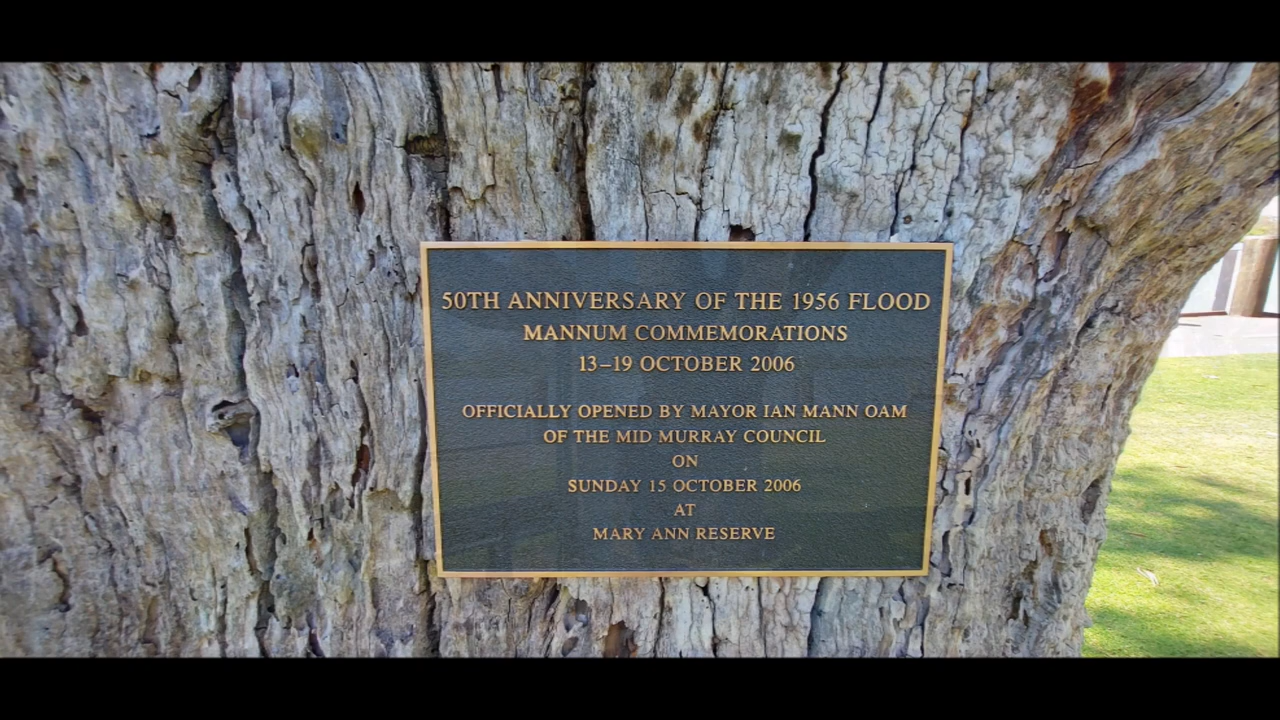 50TH ANNIVERSARY OF THE 1956 FLOOD
MANNUM COMMEMORATIONS
13–19 OCTOBER 2006
OFFICIALLY OPENED BY MAYOR IAN MANN OAM
OF THE MID MURRAY COUNCIL
ON
SUNDAY 15 OCTOBER 2006
AT
MARY ANN RESERVE